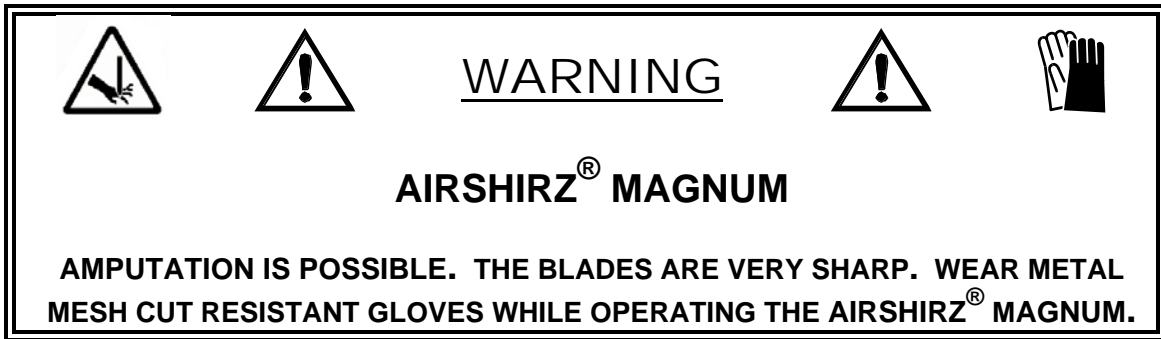 WARNING
AIRSHIRZ® MAGNUM
AMPUTATION IS POSSIBLE. THE BLADES ARE VERY SHARP. WEAR METAL
MESH CUT RESISTANT GLOVES WHILE OPERATING THE AIRSHIRZ® MAGNUM.